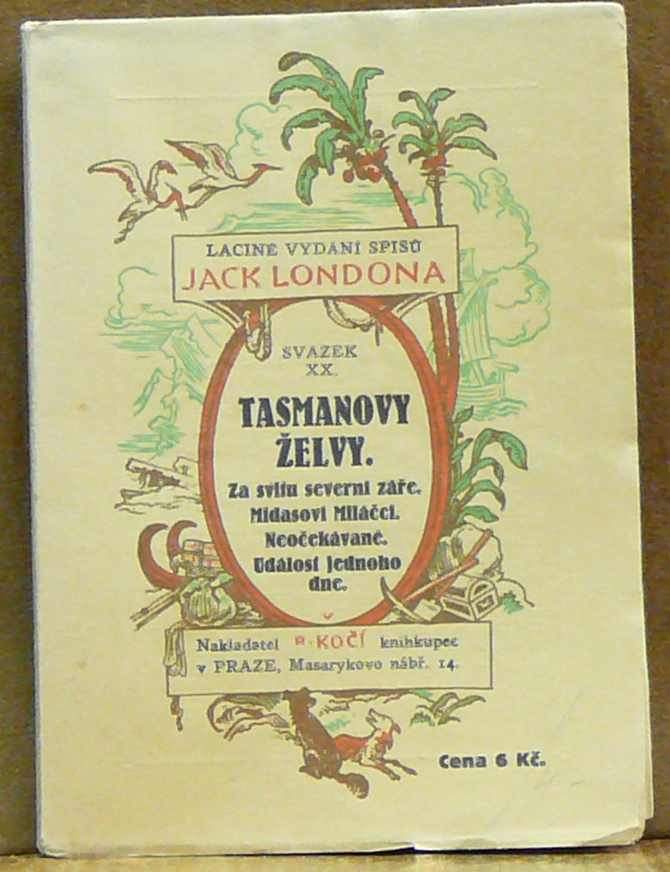 LACINÉ VYDÁNÍ SPISŮ
JACK LONDONA
SVAZEK
XX.
TASMANOVY
ŽELVY.
Za svitu severní záře.
Midasovi Miláčci.
Neočekávané.
Událost jednoho
dne.
Nakladatel B. KOČÍ knihkupec
v PRAZE, Masarykovo nábř. 14.
Cena 6 Kč.